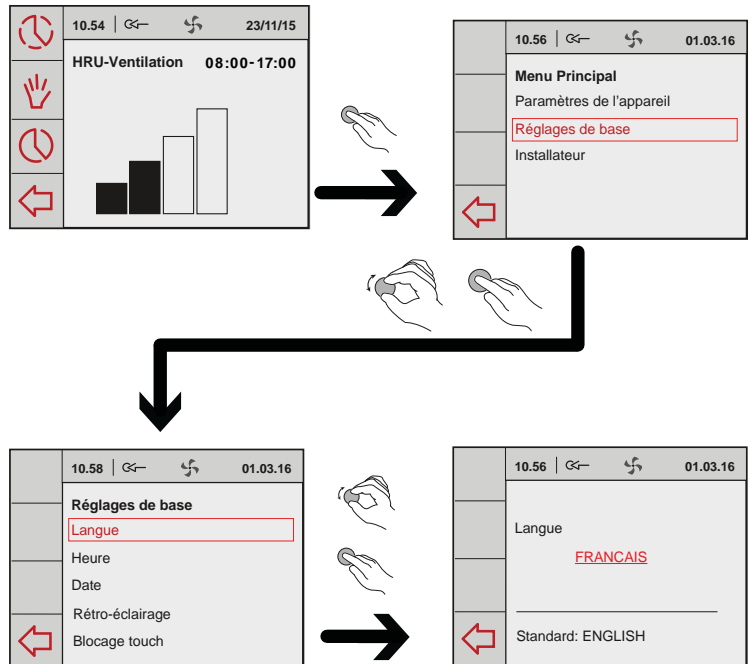 10.54 23/11/15
HRU-Ventilation 08:00-17:00
10.56 01.03.16
Menu Principal
Paramètres de l'appareil
Réglages de base
Installateur
10.58 01.03.16
Réglages de base
Langue
Heure
Date
Rétro-éclairage
Blocage touch
10.56 01.03.16
Langue
FRANCAIS
Standard: ENGLISH